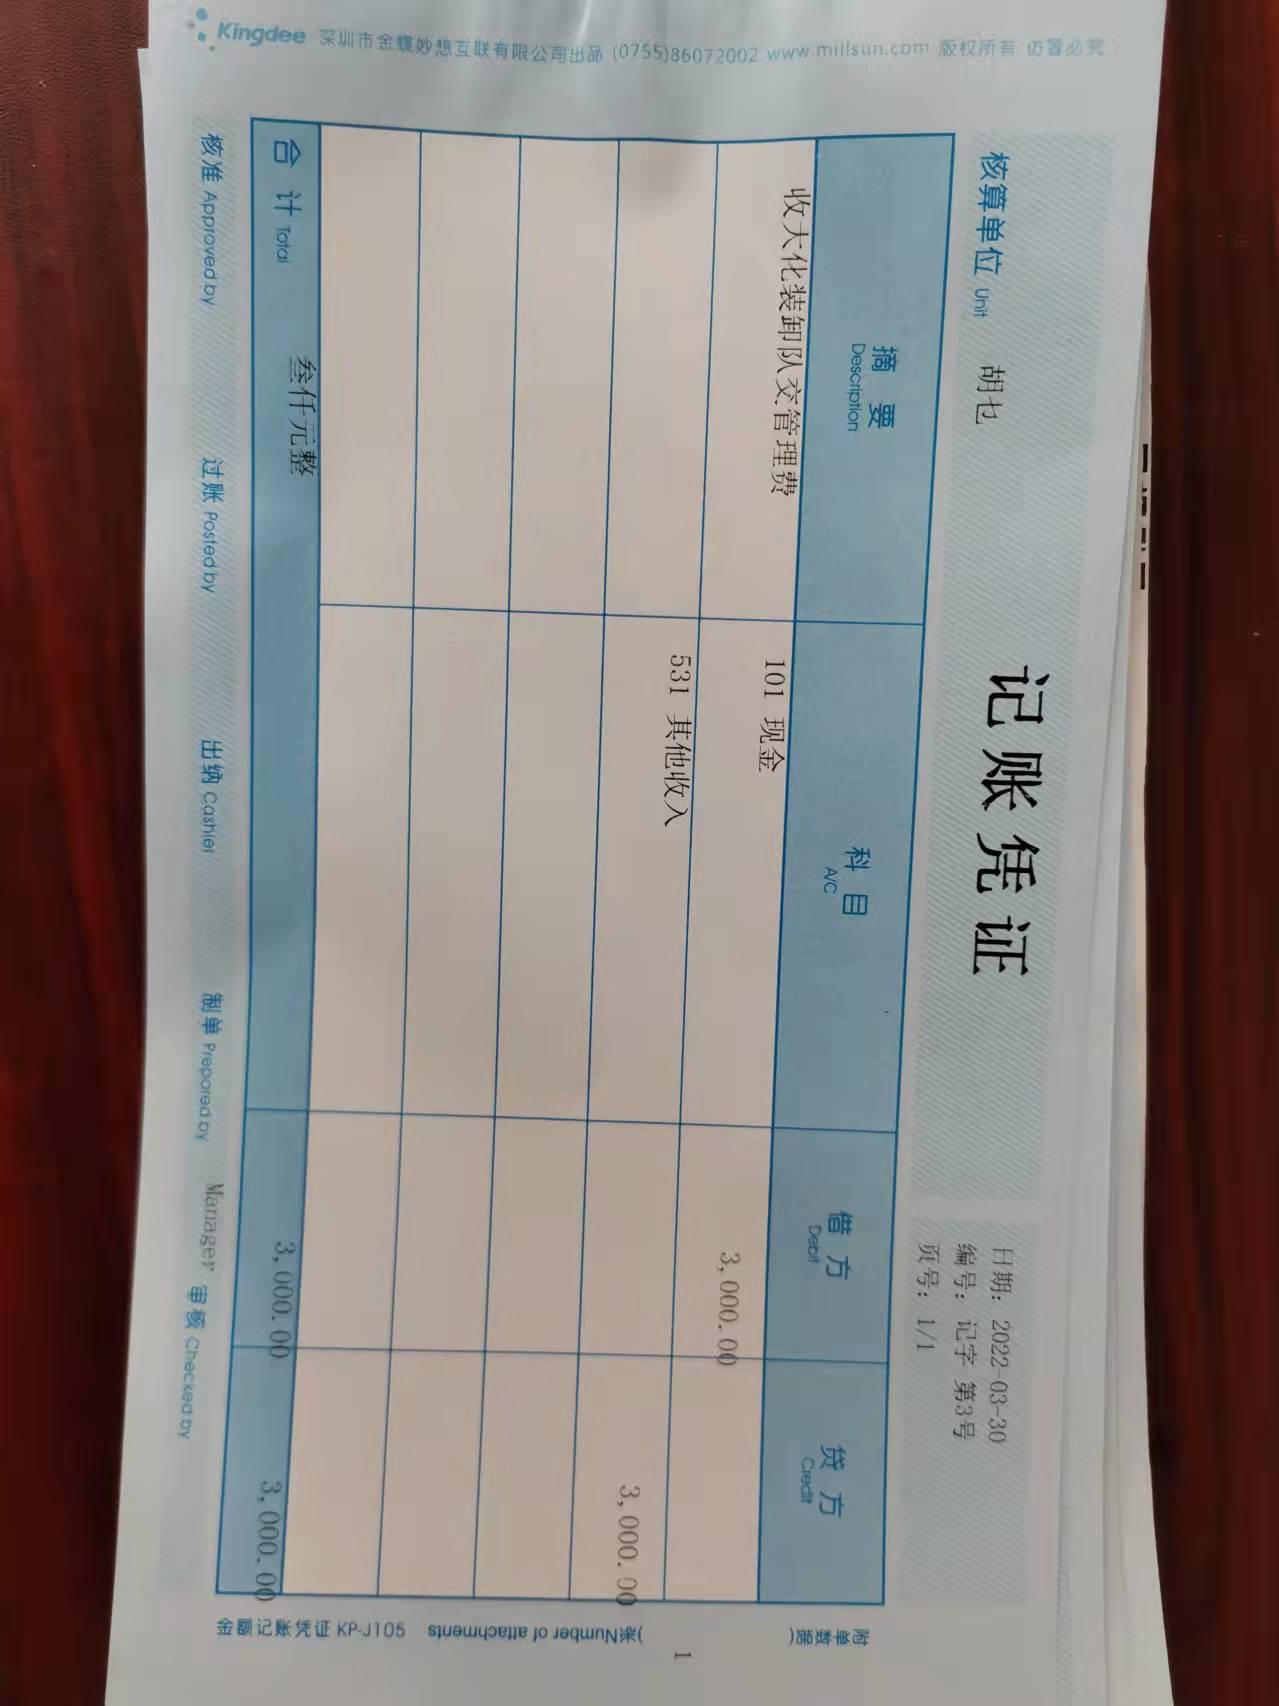 记账凭证
日期: 2022-03-30
核算单位 Unit 胡乜
编号: 记字 第3号
页号: 1/1
摘要 Description 科目 A/C 借方 Debit 贷方 Credit
收大化装卸队交管理费 101 现金 3,000.00
531 其他收入 3,000.00
合计 Total 叁仟元整 3,000.00 3,000.00
核准 Approved by 过账 Posted by 出纳 Cashier 制单 Prepared by Manager 审核 Checked by
附单数据( 1 )张 Number of attachments
金额记账凭证 KP-J105
Kingdee 深圳市金蝶妙想互联有限公司出品 (0755)86072002 www.millsun.com 版权所有 仿冒必究